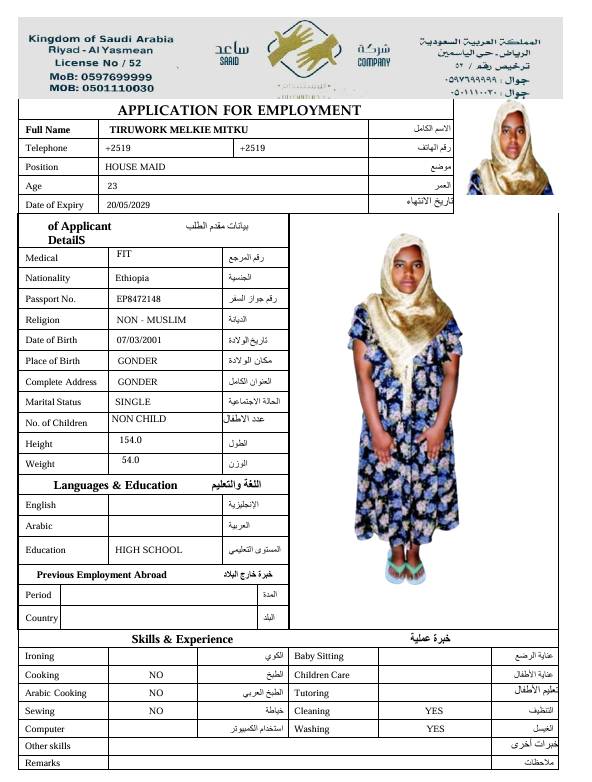 Kingdom of Saudi Arabia
Riyad - Al Yasmean
License No / 52
MoB: 0597699999
MOB: 0501110030
ساعد
SAAID
شركة
COMPANY
المملكة العربية السعودية
الرياض-حى الياسمين
ترخيص رقم / ٥٢
جوال : ٠٥٩٧٦٩٩٩٩٩
جوال : ٠٥٠١١١٠٠٣٠
APPLICATION FOR EMPLOYMENT
Full Name TIRUWORK MELKIE MITKU الاسم الكامل
Telephone +2519 +2519 رقم الهاتف
Position HOUSE MAID موضع
Age 23 العمر
Date of Expiry 20/05/2029 تاريخ الانتهاء
of Applicant بيانات مقدم الطلب
DetailS
Medical FIT رقم المرجع
Nationality Ethiopia الجنسية
Passport No. EP8472148 رقم جواز السفر
Religion NON - MUSLIM الديانة
Date of Birth 07/03/2001 تاريخ الولادة
Place of Birth GONDER مكان الولادة
Complete Address GONDER العنوان الكامل
Marital Status SINGLE الحالة الاجتماعية
No. of Children NON CHILD عدد الاطفال
Height 154.0 الطول
Weight 54.0 الوزن
Languages & Education اللغة والتعليم
English الإنجليزية
Arabic العربية
Education HIGH SCHOOL المستوى التعليمي
Previous Employment Abroad خبرة خارج البلاد
Period المدة
Country البلد
Skills & Experience خبرة عملية
Ironing الكوي Baby Sitting عناية الرضع
Cooking NO الطبخ Children Care عناية الأطفال
Arabic Cooking NO الطبخ العربي Tutoring تعليم الأطفال
Sewing NO خياطة Cleaning YES التنظيف
Computer استخدام الكمبيوتر Washing YES الغيسل
Other skills خبرات أخرى
Remarks ملاحظات